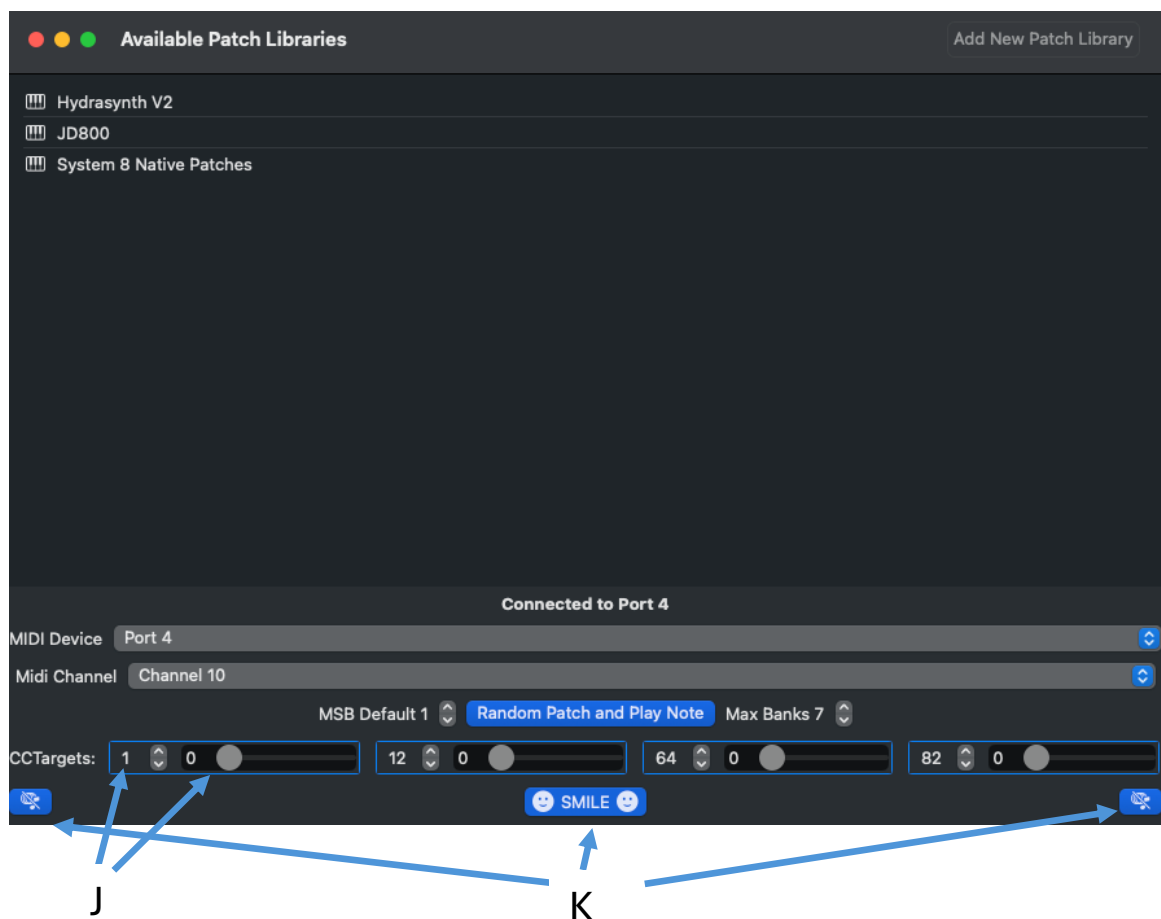 Available Patch Libraries Add New Patch Library
Hydrasynth V2
JD800
System 8 Native Patches
Connected to Port 4
MIDI Device Port 4
Midi Channel Channel 10
MSB Default 1 Random Patch and Play Note Max Banks 7
CCTargets: 1 0 12 0 64 0 82 0
SMILE
J K